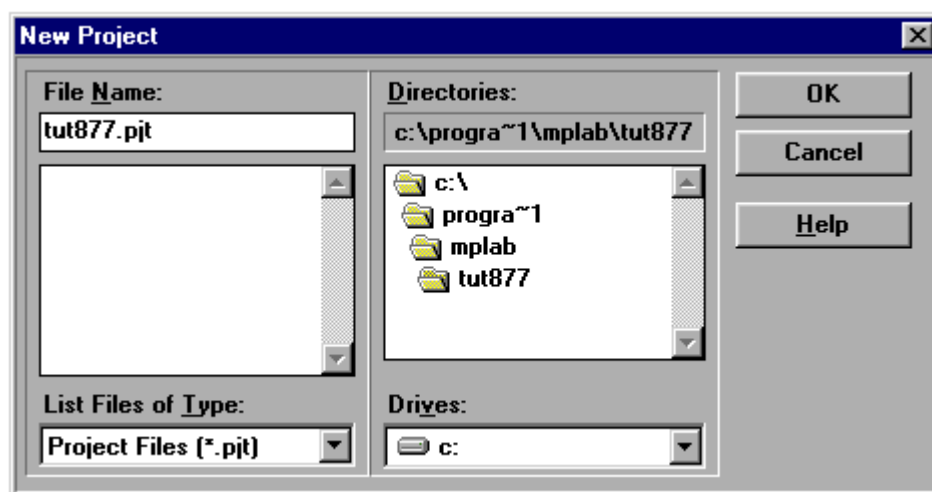 New Project
File Name:
tut877.pjt
List Files of Type:
Project Files (*.pjt)
Directories:
c:\progra~1\mplab\tut877
c:\
progra~1
mplab
tut877
Drives:
c:
OK
Cancel
Help